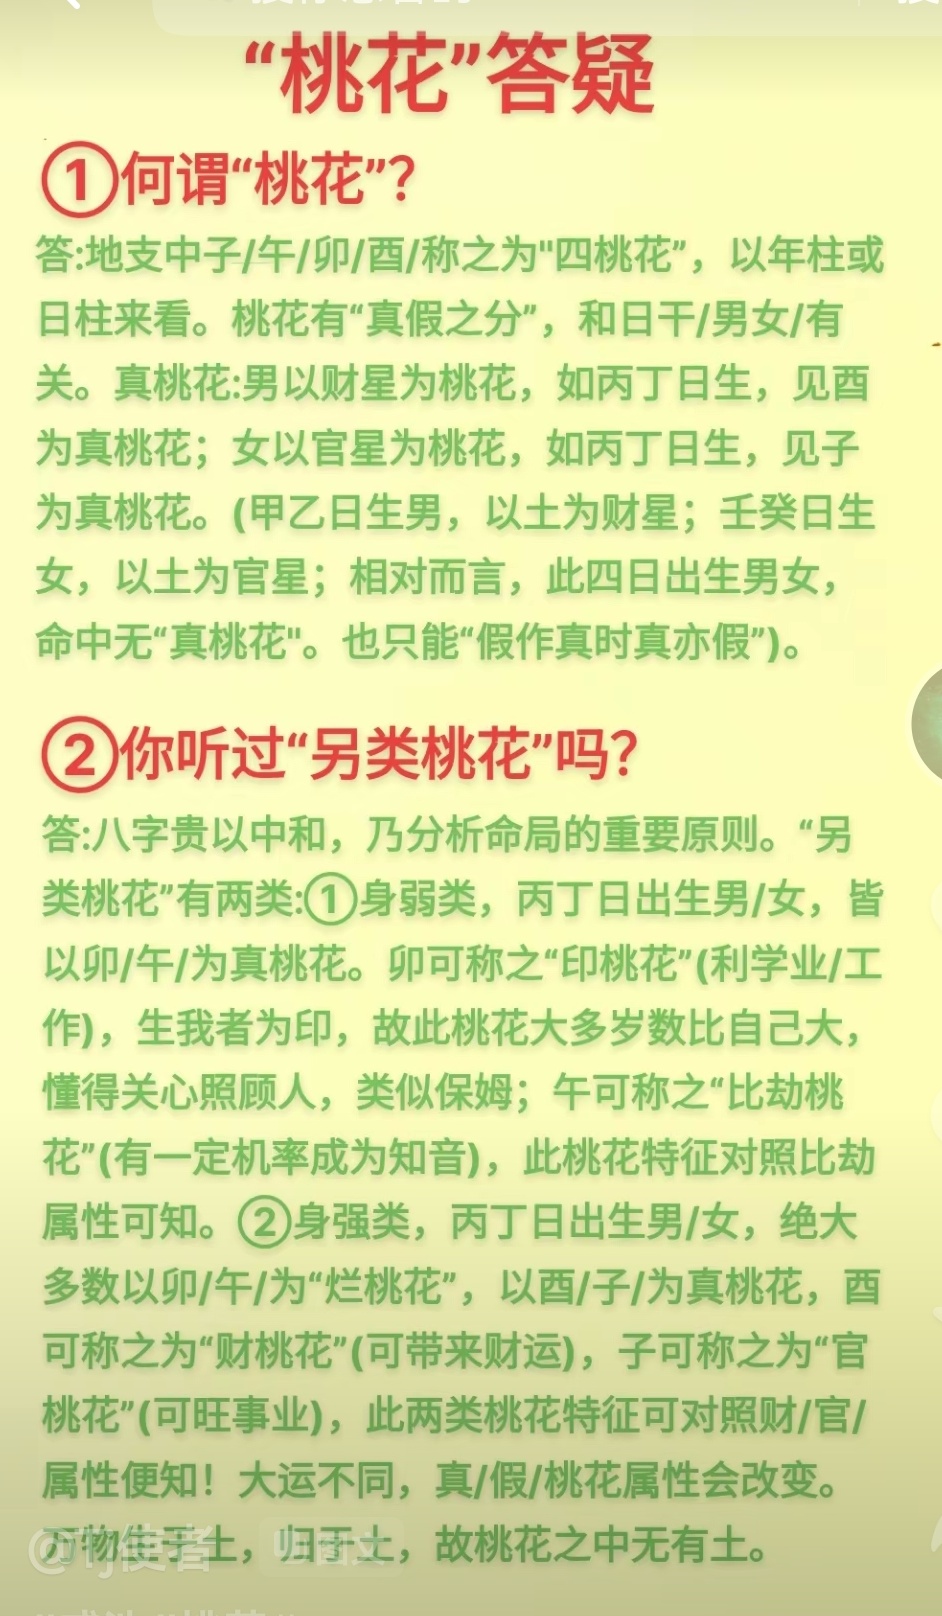 “桃花”答疑
①何谓“桃花”？
答:地支中子/午/卯/酉/称之为"四桃花”，以年柱或
日柱来看。桃花有“真假之分”，和日干/男女/有
关。真桃花:男以财星为桃花，如丙丁日生，见酉
为真桃花；女以官星为桃花，如丙丁日生，见子
为真桃花。(甲乙日生男，以土为财星；壬癸日生
女，以土为官星；相对而言，此四日出生男女，
命中无“真桃花"。也只能“假作真时真亦假”)。
②你听过“另类桃花”吗？
答:八字贵以中和，乃分析命局的重要原则。“另
类桃花”有两类:①身弱类，丙丁日出生男/女，皆
以卯/午/为真桃花。卯可称之“印桃花”(利学业/工
作)，生我者为印，故此桃花大多岁数比自己大，
懂得关心照顾人，类似保姆；午可称之“比劫桃
花”(有一定机率成为知音)，此桃花特征对照比劫
属性可知。②身强类，丙丁日出生男/女，绝大
多数以卯/午/为“烂桃花”，以酉/子/为真桃花，酉
可称之为“财桃花”(可带来财运)，子可称之为“官
桃花”(可旺事业)，此两类桃花特征可对照财/官/
属性便知！大运不同，真/假/桃花属性会改变。
万物生于土，归于土，故桃花之中无有土。